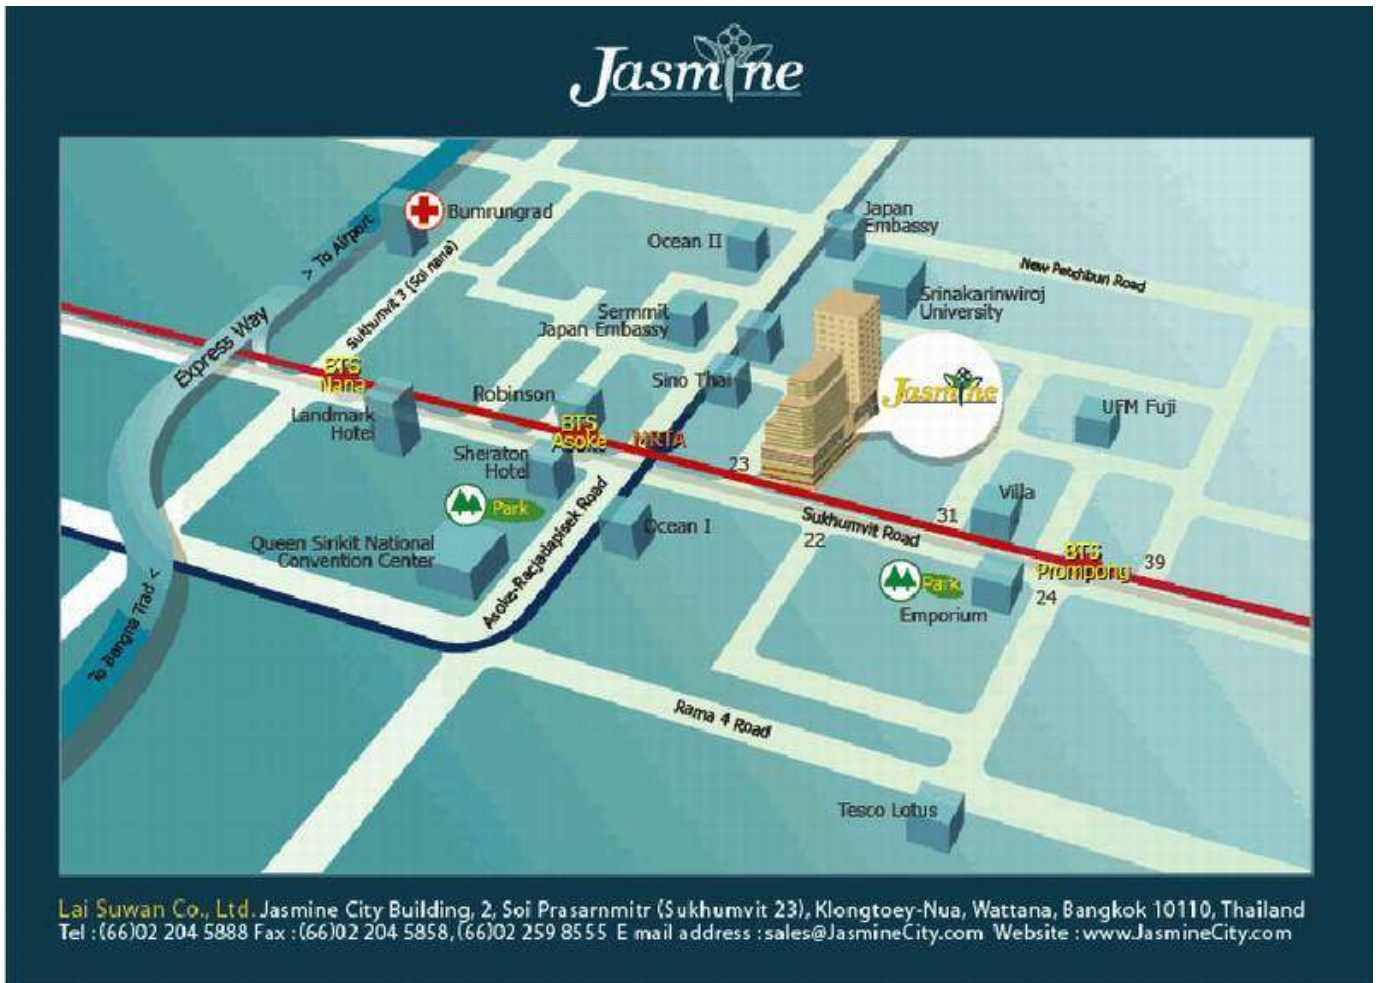 Jasmine
Bumrungrad
> To Airport
Sukhumvit 3 (Soi nana)
Express Way
Ocean II
Japan
Embassy
New Petchburi Road
Srinakarinwiroj
University
Sermmit
Japan Embassy
Sino Thai
Jasmine
UFM Fuji
BTS
Nana
Landmark
Hotel
Robinson
BTS
Asoke
MRTA
Sheraton
Hotel
23
Park
Villa
31
Sukhumvit Road
22
Ocean I
Queen Sirikit National
Convention Center
Asoke-Racjadapisek Road
BTS
Prompong
39
Park
24
Emporium
To Bangna Trad <
Rama 4 Road
Tesco Lotus
Lai Suwan Co., Ltd. Jasmine City Building, 2, Soi Prasarnmitr (Sukhumvit 23), Klongtoey-Nua, Wattana, Bangkok 10110, Thailand
Tel :(66)02 204 5888 Fax :(66)02 204 5858,(66)02 259 8555 E mail address :sales@JasmineCity.com Website :www.JasmineCity.com